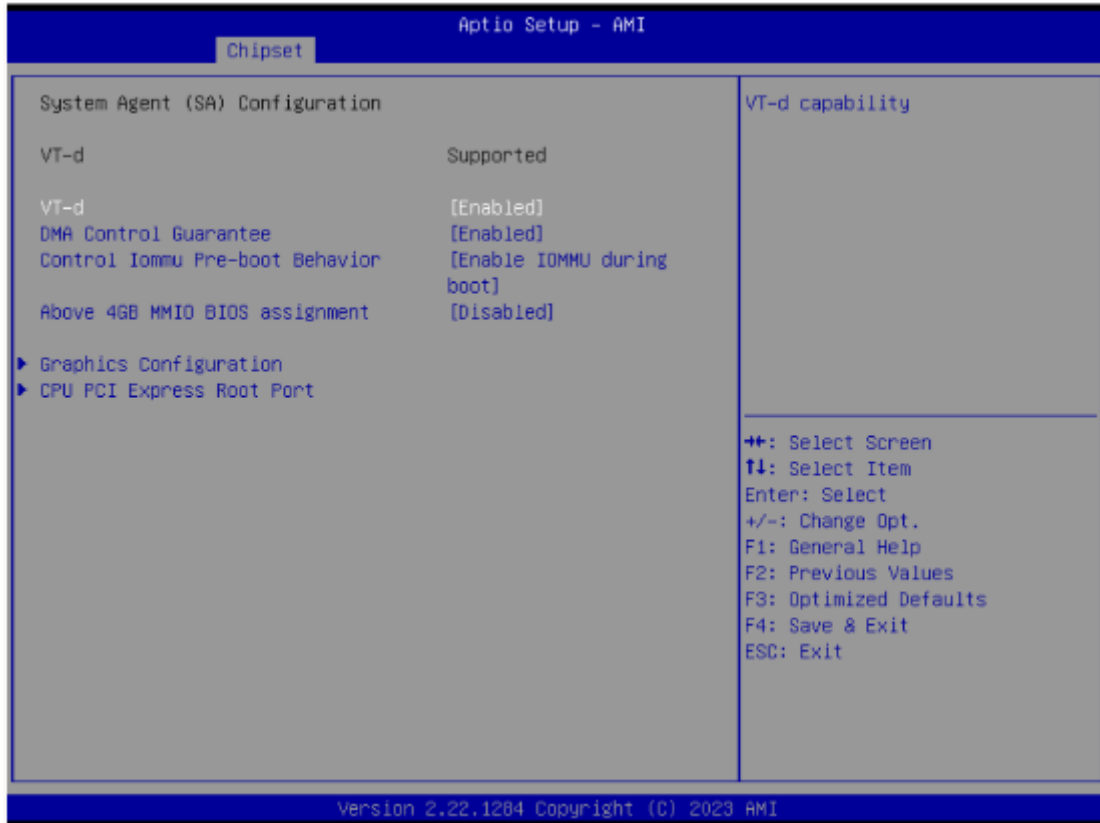 Aptio Setup - AMI
Chipset
System Agent (SA) Configuration
VT-d Supported
VT-d [Enabled]
DMA Control Guarantee [Enabled]
Control Iommu Pre-boot Behavior [Enable IOMMU during
boot]
Above 4GB MMIO BIOS assignment [Disabled]
Graphics Configuration
CPU PCI Express Root Port
VT-d capability
→←: Select Screen
↑↓: Select Item
Enter: Select
+/-: Change Opt.
F1: General Help
F2: Previous Values
F3: Optimized Defaults
F4: Save & Exit
ESC: Exit
Version 2.22.1284 Copyright (C) 2023 AMI